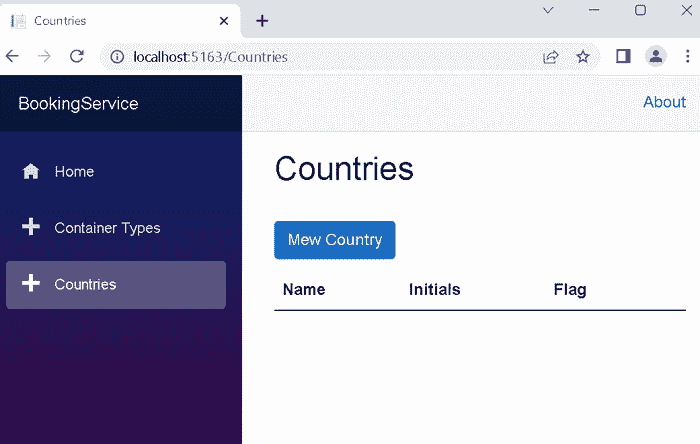 Countries
localhost:5163/Countries
BookingService
About
Home
Container Types
Countries
Countries
Mew Country
Name Initials Flag